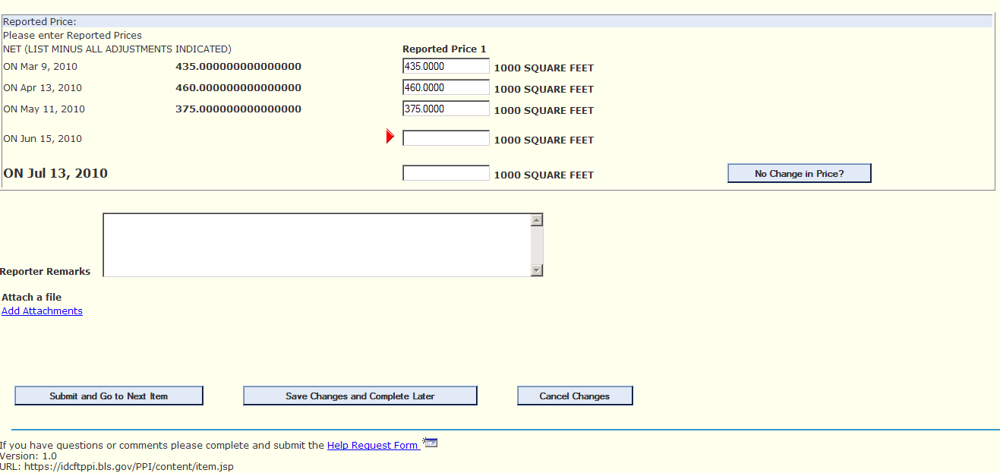 Reported Price:
Please enter Reported Prices
NET (LIST MINUS ALL ADJUSTMENTS INDICATED) Reported Price 1
ON Mar 9, 2010 435.000000000000000 435.0000 1000 SQUARE FEET
ON Apr 13, 2010 460.000000000000000 460.0000 1000 SQUARE FEET
ON May 11, 2010 375.000000000000000 375.0000 1000 SQUARE FEET
ON Jun 15, 2010 1000 SQUARE FEET
ON Jul 13, 2010 1000 SQUARE FEET No Change in Price?
Reporter Remarks
Attach a file
Add Attachments
Submit and Go to Next Item Save Changes and Complete Later Cancel Changes
If you have questions or comments please complete and submit the Help Request Form
Version: 1.0
URL: https://idcftppi.bls.gov/PPI/content/item.jsp